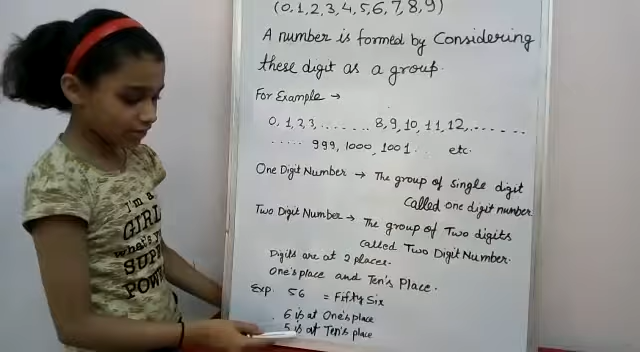 (0,1,2,3,4,5,6,7,8,9)
A number is formed by Considering
these digit as a group.
For Example →
0, 1, 2, 3, ....... 8, 9, 10, 11, 12, .......
..... 999, 1000, 1001 .. etc.
One Digit Number → The group of single digit
called one digit number
Two Digit Number → The group of Two digits
called Two Digit Number.
Digits are at 2 places.
One's place and Ten's Place.
Exp. 56 = Fifty Six
. 6 is at One's place
5 is at Ten's place
I'm a
GIRL
what's